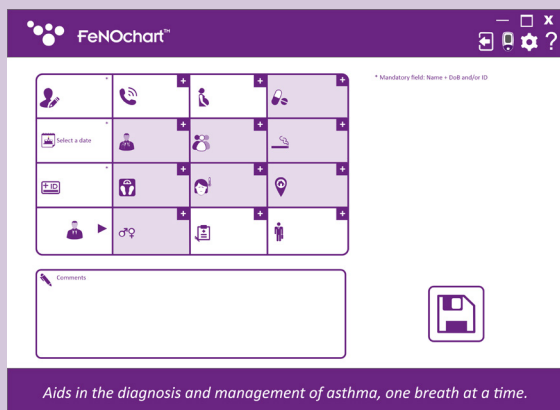 FeNOchart™
?
* Mandatory field: Name + DoB and/or ID
Select a date
+ ID
Comments
Aids in the diagnosis and management of asthma, one breath at a time.